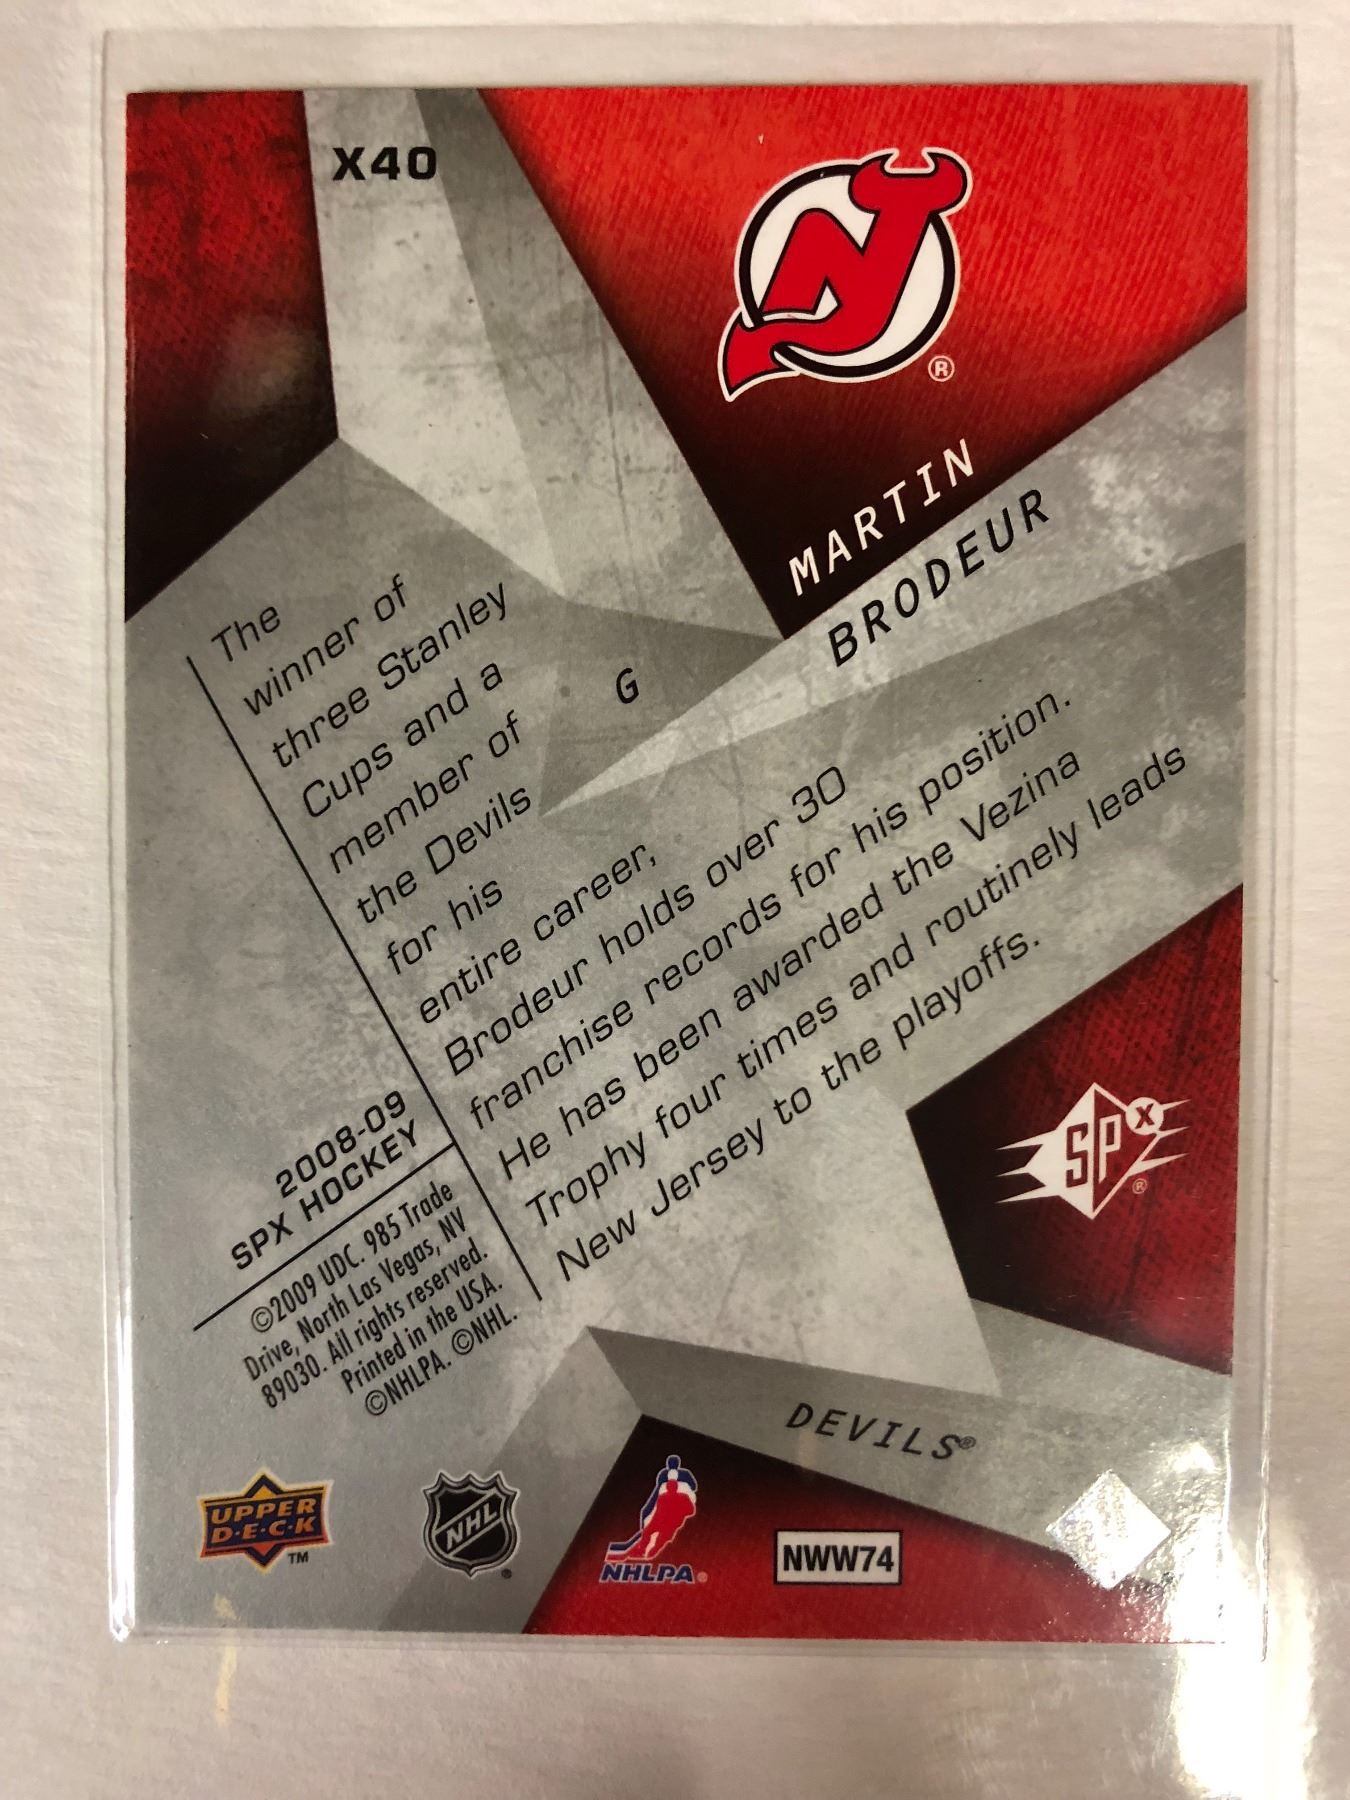 X40
MARTIN
BRODEUR
G
The
winner of
three Stanley
Cups and a
member of
the Devils
for his
entire career,
Brodeur holds over 30
franchise records for his position.
He has been awarded the Vezina
Trophy four times and routinely leads
New Jersey to the playoffs.
2008-09
SPX HOCKEY
©2009 UDC. 985 Trade
Drive, North Las Vegas, NV
89030. All rights reserved.
Printed in the USA.
©NHLPA. ©NHL.
SPX®
DEVILS®
UPPER
D·E·C·K™
NHL®
NHLPA®
NWW74